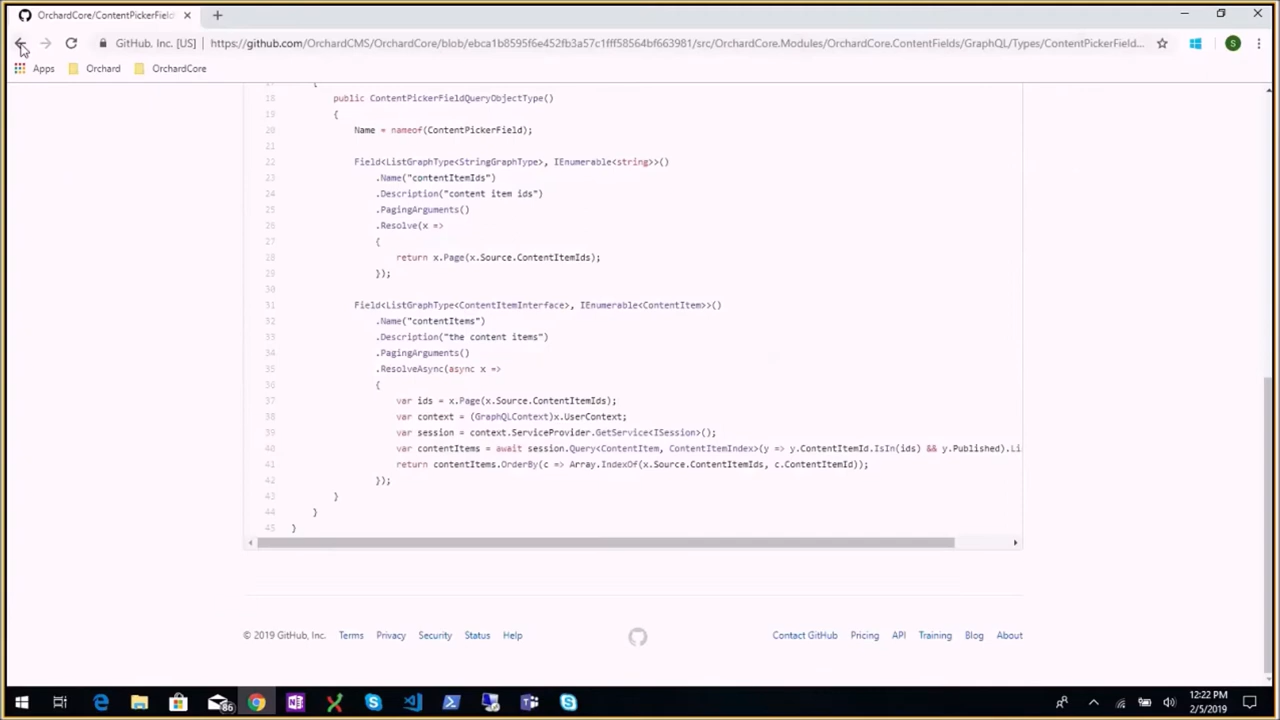 OrchardCore/ContentPickerField
GitHub, Inc. [US] | https://github.com/OrchardCMS/OrchardCore/blob/ebca1b8595f6e452fb3a57c1fff58564bf663981/src/OrchardCore.Modules/OrchardCore.ContentFields/GraphQL/Types/ContentPickerField...
S
Apps Orchard OrchardCore
18 public ContentPickerFieldQueryObjectType()
19 {
20 Name = nameof(ContentPickerField);
21
22 Field<ListGraphType<StringGraphType>, IEnumerable<string>>()
23 .Name("contentItemIds")
24 .Description("content item ids")
25 .PagingArguments()
26 .Resolve(x =>
27 {
28 return x.Page(x.Source.ContentItemIds);
29 });
30
31 Field<ListGraphType<ContentItemInterface>, IEnumerable<ContentItem>>()
32 .Name("contentItems")
33 .Description("the content items")
34 .PagingArguments()
35 .ResolveAsync(async x =>
36 {
37 var ids = x.Page(x.Source.ContentItemIds);
38 var context = (GraphQLContext)x.UserContext;
39 var session = context.ServiceProvider.GetService<ISession>();
40 var contentItems = await session.Query<ContentItem, ContentItemIndex>(y => y.ContentItemId.IsIn(ids) && y.Published).Li
41 return contentItems.OrderBy(c => Array.IndexOf(x.Source.ContentItemIds, c.ContentItemId));
42 });
43 }
44 }
45 }
© 2019 GitHub, Inc. Terms Privacy Security Status Help Contact GitHub Pricing API Training Blog About
86
12:22 PM
2/5/2019